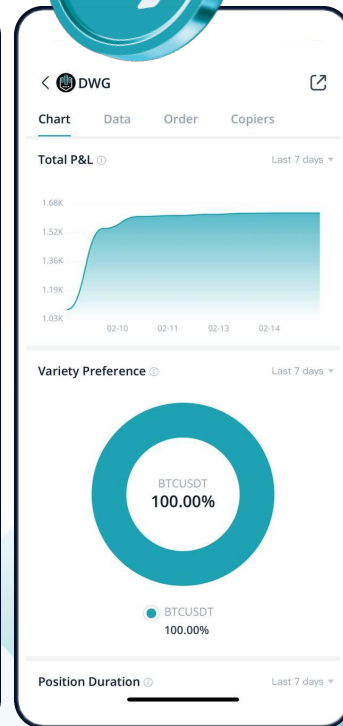 DWG
Chart Data Order Copiers
Total P&L Last 7 days
1.68K
1.52K
1.36K
1.19K
1.03K
02-10 02-11 02-13 02-14
Variety Preference Last 7 days
BTCUSDT
100.00%
BTCUSDT
100.00%
Position Duration Last 7 days